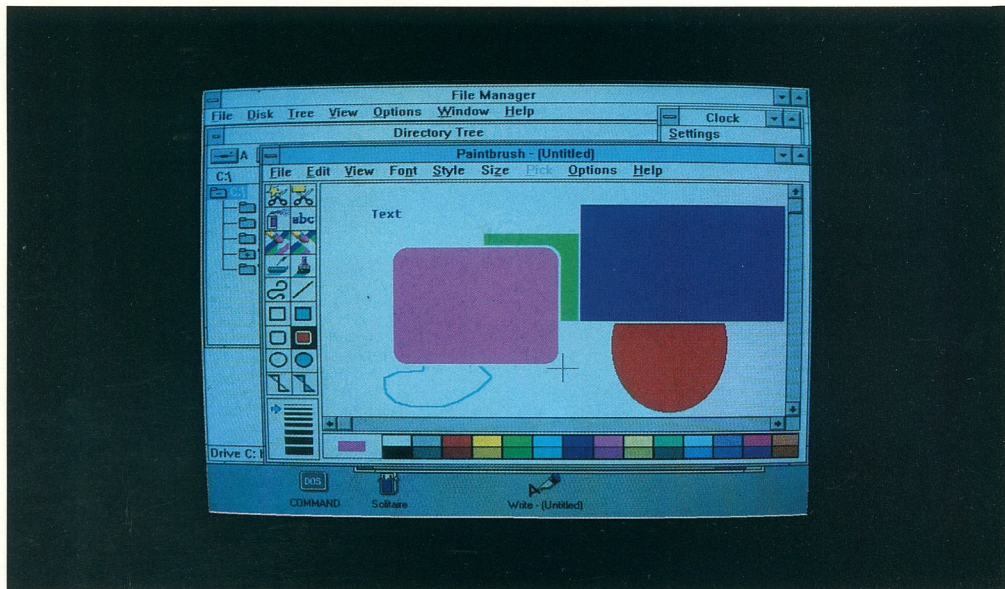 File Manager
File Disk Tree View Options Window Help
Clock
Settings
Directory Tree
A
C:\
Paintbrush - (Untitled)
File Edit View Font Style Size Pick Options Help
abc
Text
Drive C:
DOS
COMMAND
Solitaire
Write - (Untitled)